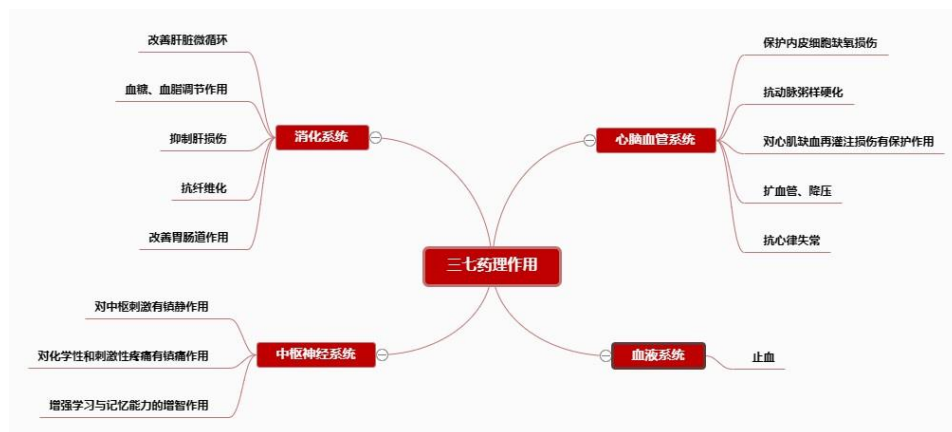 三七药理作用
消化系统
改善肝脏微循环
血糖、血脂调节作用
抑制肝损伤
抗纤维化
改善胃肠道作用
中枢神经系统
对中枢刺激有镇静作用
对化学性和刺激性疼痛有镇痛作用
增强学习与记忆能力的增智作用
心脑血管系统
保护内皮细胞缺氧损伤
抗动脉粥样硬化
对心肌缺血再灌注损伤有保护作用
扩血管、降压
抗心律失常
血液系统
止血